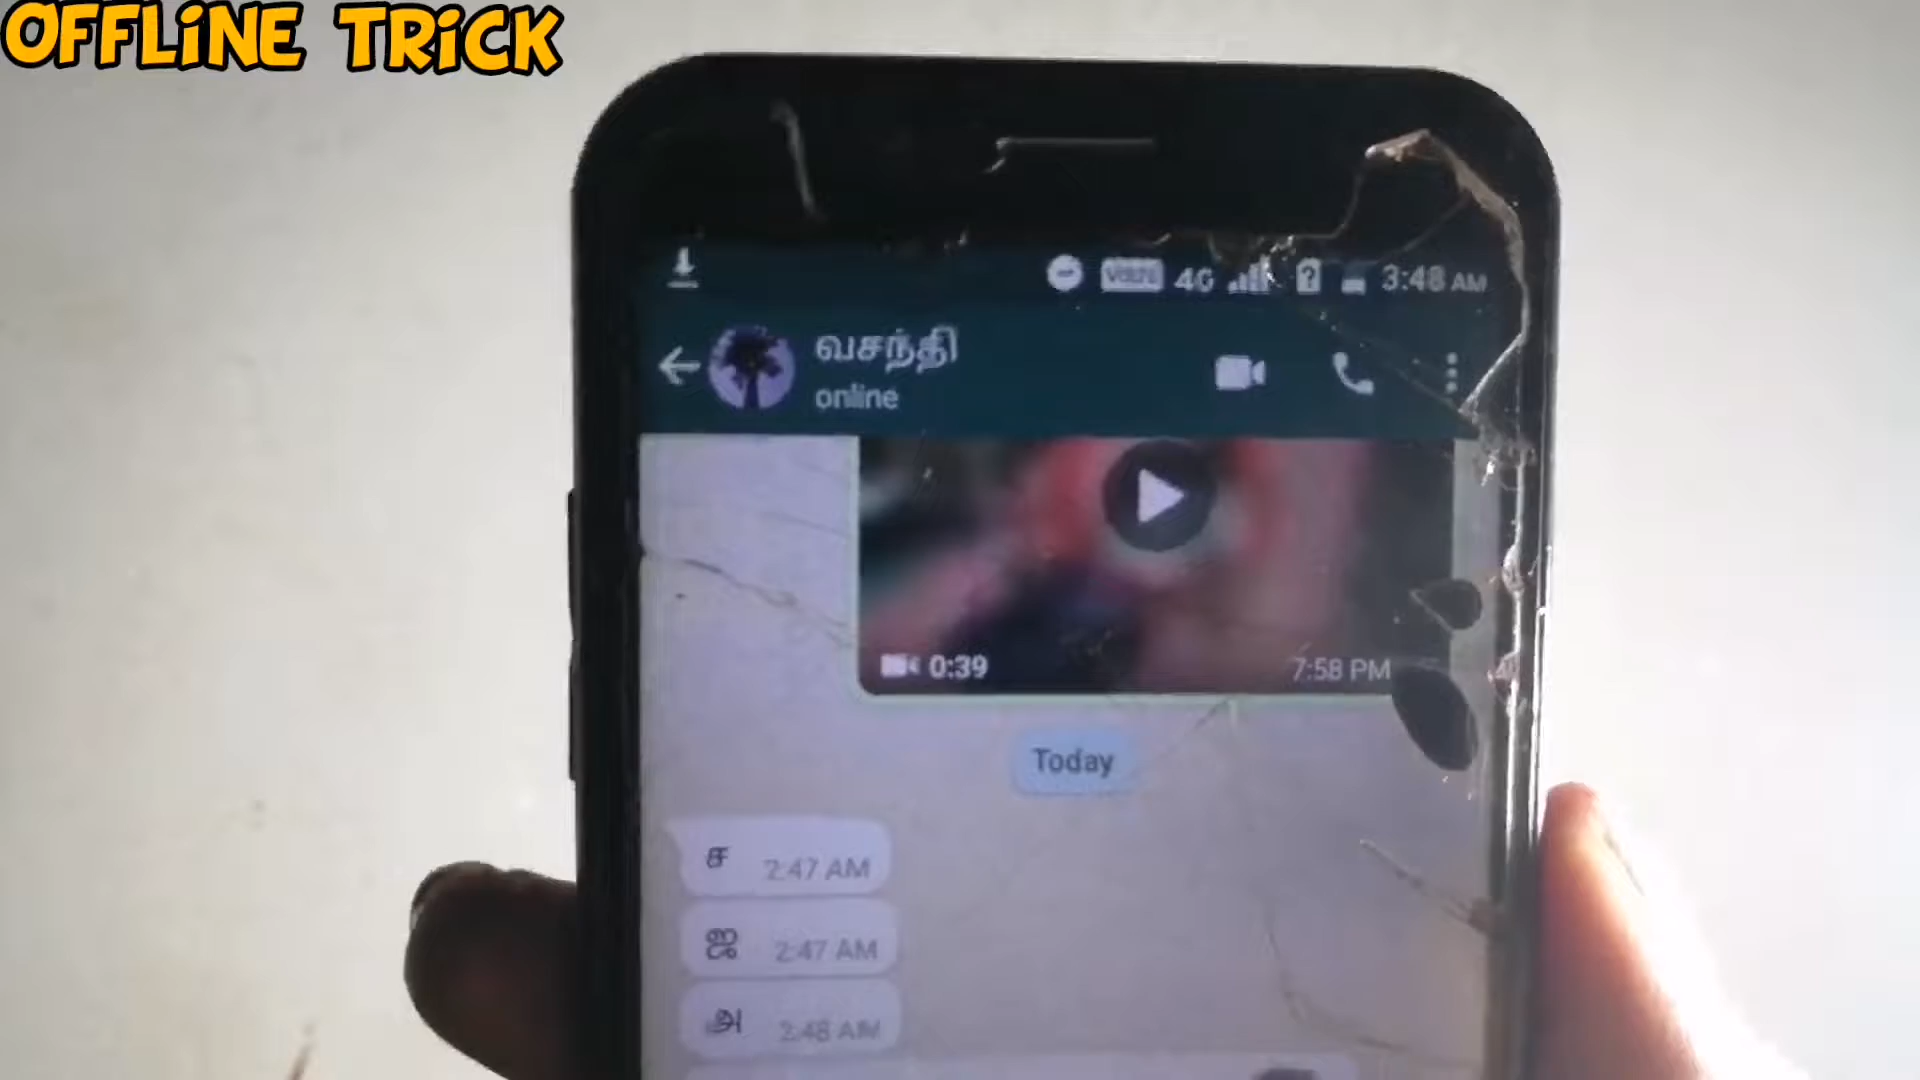 OFFLINE TRICK
VoLTE 4G 3:48 AM
வசந்தி
online
0:39 7:58 PM
Today
ச 2:47 AM
ஜ 2:47 AM
அ 2:48 AM